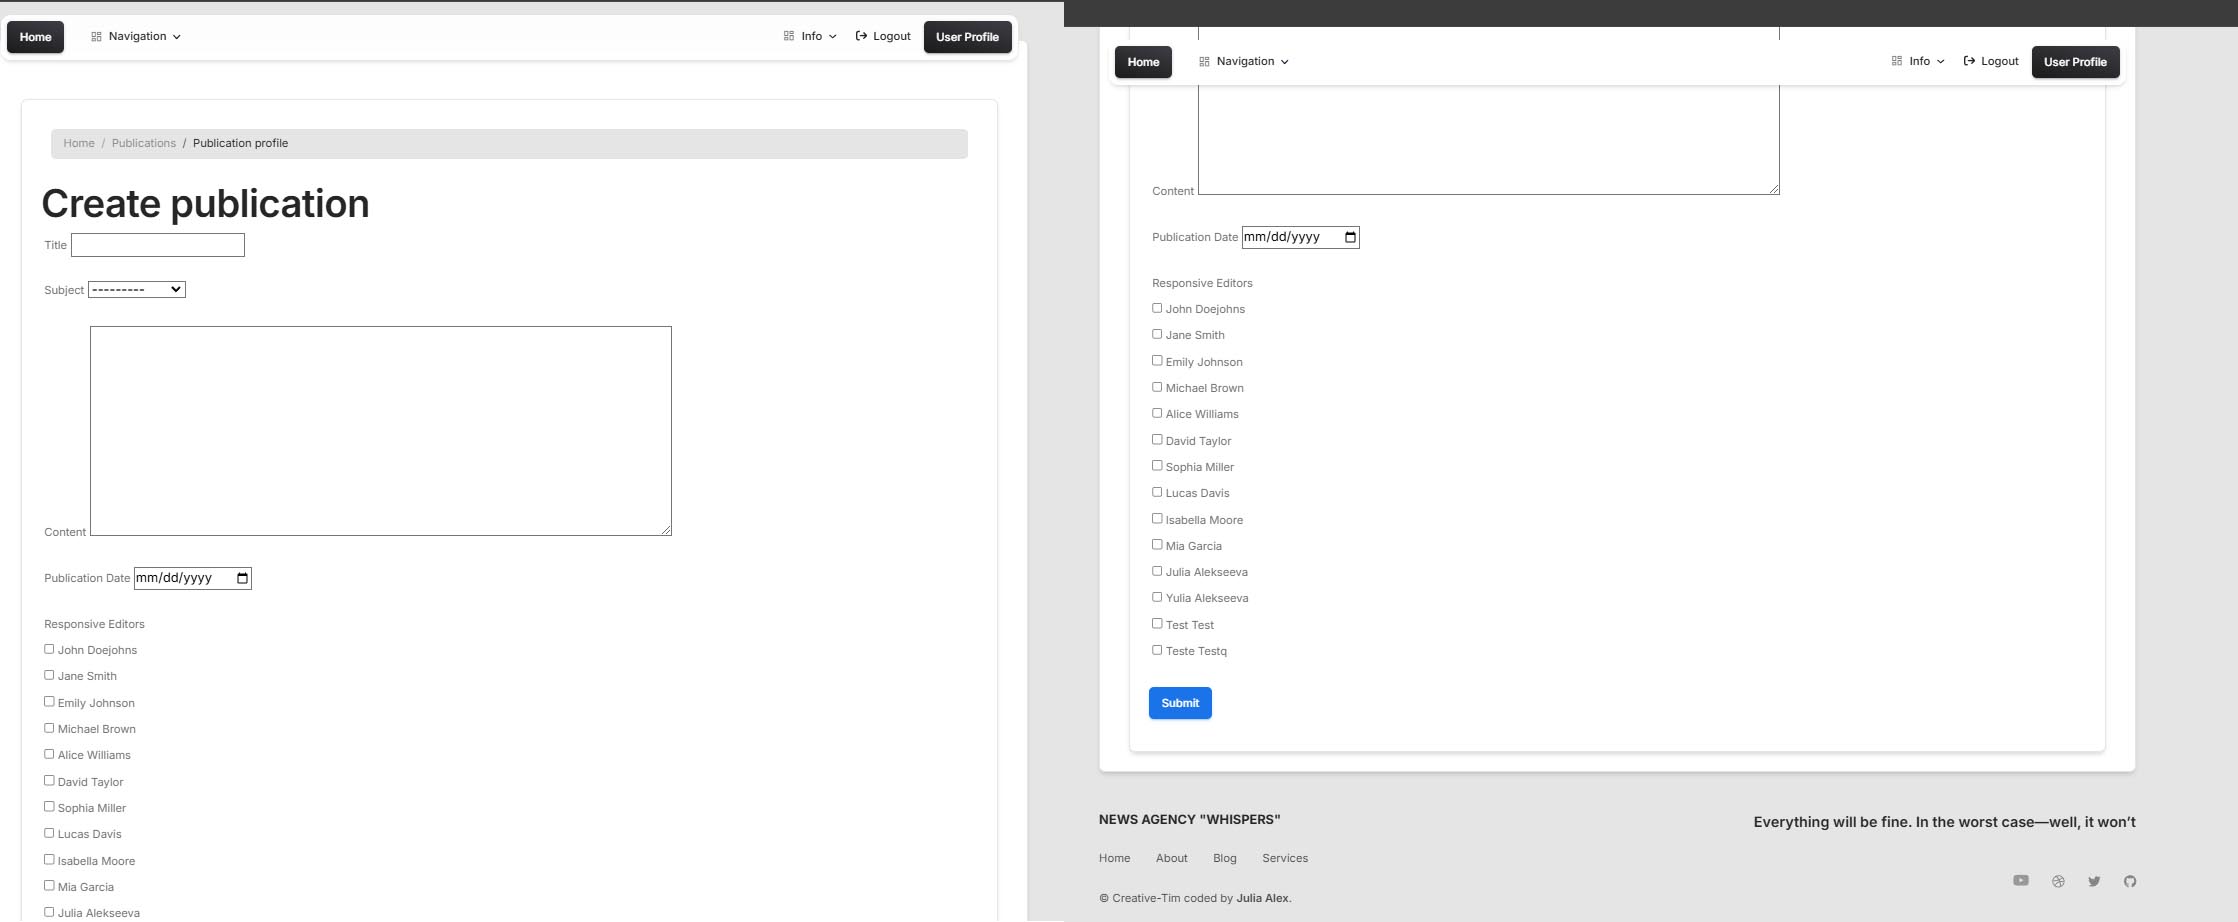 Home Navigation Info Logout User Profile
Home / Publications / Publication profile
Create publication
Title
Subject ---------
Content
Publication Date mm/dd/yyyy
Responsive Editors
John Doejohns
Jane Smith
Emily Johnson
Michael Brown
Alice Williams
David Taylor
Sophia Miller
Lucas Davis
Isabella Moore
Mia Garcia
Julia Alekseeva
Home Navigation Info Logout User Profile
Content
Publication Date mm/dd/yyyy
Responsive Editors
John Doejohns
Jane Smith
Emily Johnson
Michael Brown
Alice Williams
David Taylor
Sophia Miller
Lucas Davis
Isabella Moore
Mia Garcia
Julia Alekseeva
Yulia Alekseeva
Test Test
Teste Testq
Submit
NEWS AGENCY "WHISPERS"
Everything will be fine. In the worst case—well, it won't
Home About Blog Services
© Creative-Tim coded by Julia Alex.